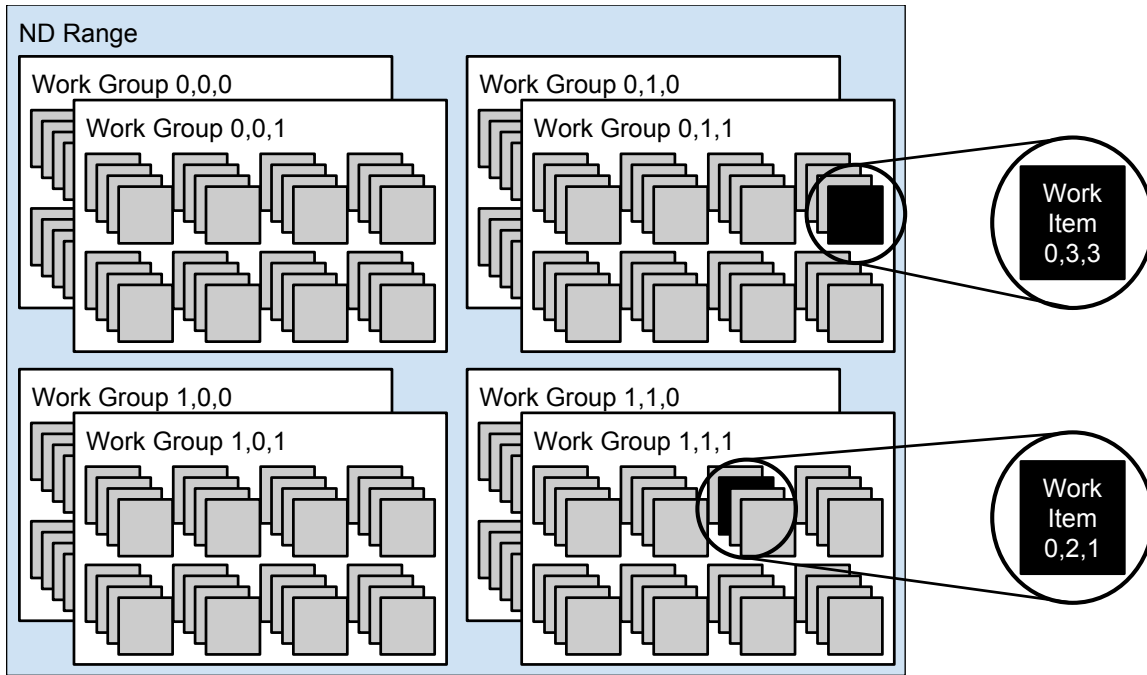 ND Range
Work Group 0,0,0
Work Group 0,0,1
Work Group 0,1,0
Work Group 0,1,1
Work
Item
0,3,3
Work Group 1,0,0
Work Group 1,0,1
Work Group 1,1,0
Work Group 1,1,1
Work
Item
0,2,1